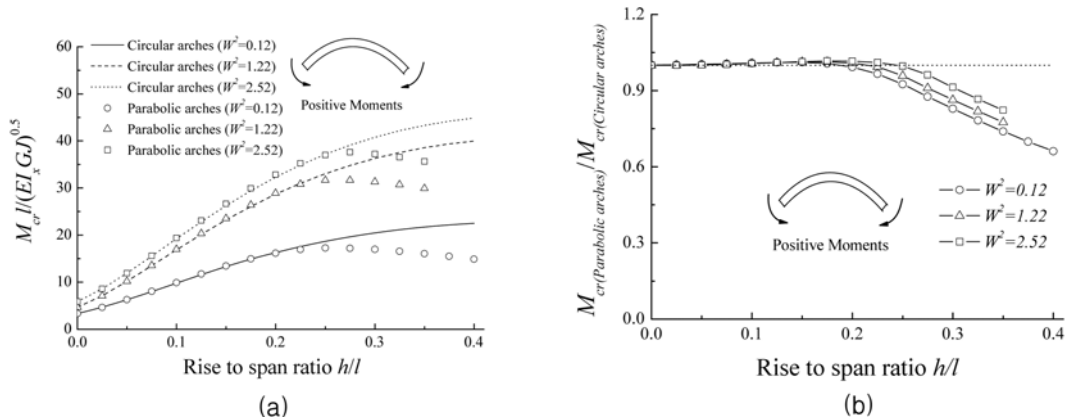 60
50
40
30
20
10
0
0.0 0.1 0.2 0.3 0.4
M_cr l/(EI_x GJ)^0.5
Rise to span ratio h/l
Circular arches (W²=0.12)
Circular arches (W²=1.22)
Circular arches (W²=2.52)
Parabolic arches (W²=0.12)
Parabolic arches (W²=1.22)
Parabolic arches (W²=2.52)
Positive Moments
(a)
1.2
0.9
0.6
0.3
0.0
0.0 0.1 0.2 0.3 0.4
M_cr(Parabolic arches)/M_cr(Circular arches)
Rise to span ratio h/l
W²=0.12
W²=1.22
W²=2.52
Positive Moments
(b)